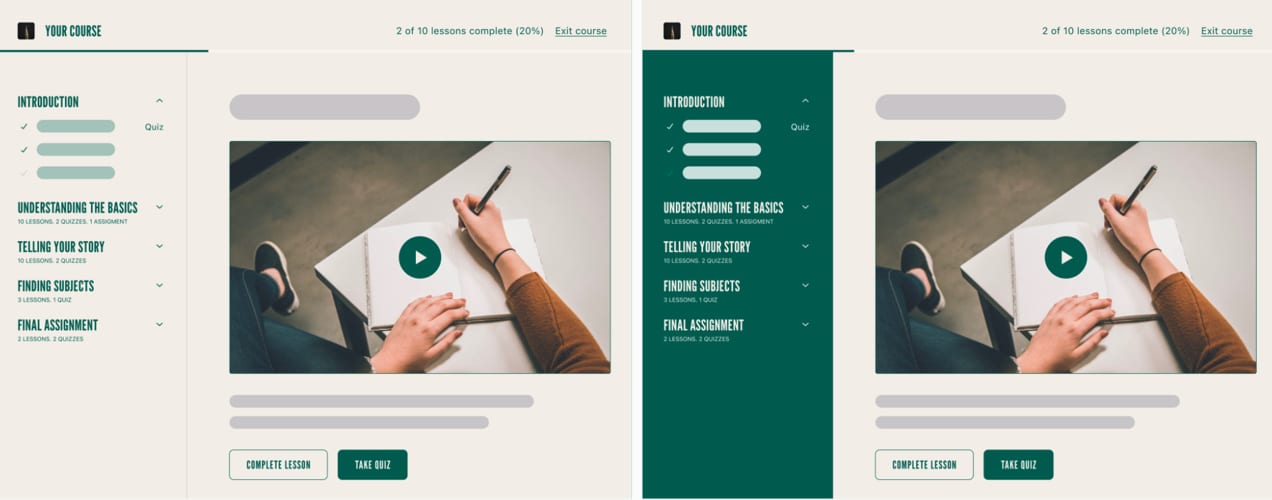 YOUR COURSE
2 of 10 lessons complete (20%) Exit course
INTRODUCTION
Quiz
UNDERSTANDING THE BASICS
10 LESSONS. 2 QUIZZES. 1 ASSIGMENT
TELLING YOUR STORY
10 LESSONS. 2 QUIZZES
FINDING SUBJECTS
3 LESSONS. 1 QUIZ
FINAL ASSIGNMENT
2 LESSONS. 2 QUIZZES
COMPLETE LESSON
TAKE QUIZ
YOUR COURSE
2 of 10 lessons complete (20%) Exit course
INTRODUCTION
Quiz
UNDERSTANDING THE BASICS
10 LESSONS. 2 QUIZZES. 1 ASSIGMENT
TELLING YOUR STORY
10 LESSONS. 2 QUIZZES
FINDING SUBJECTS
3 LESSONS. 1 QUIZ
FINAL ASSIGNMENT
2 LESSONS. 2 QUIZZES
COMPLETE LESSON
TAKE QUIZ